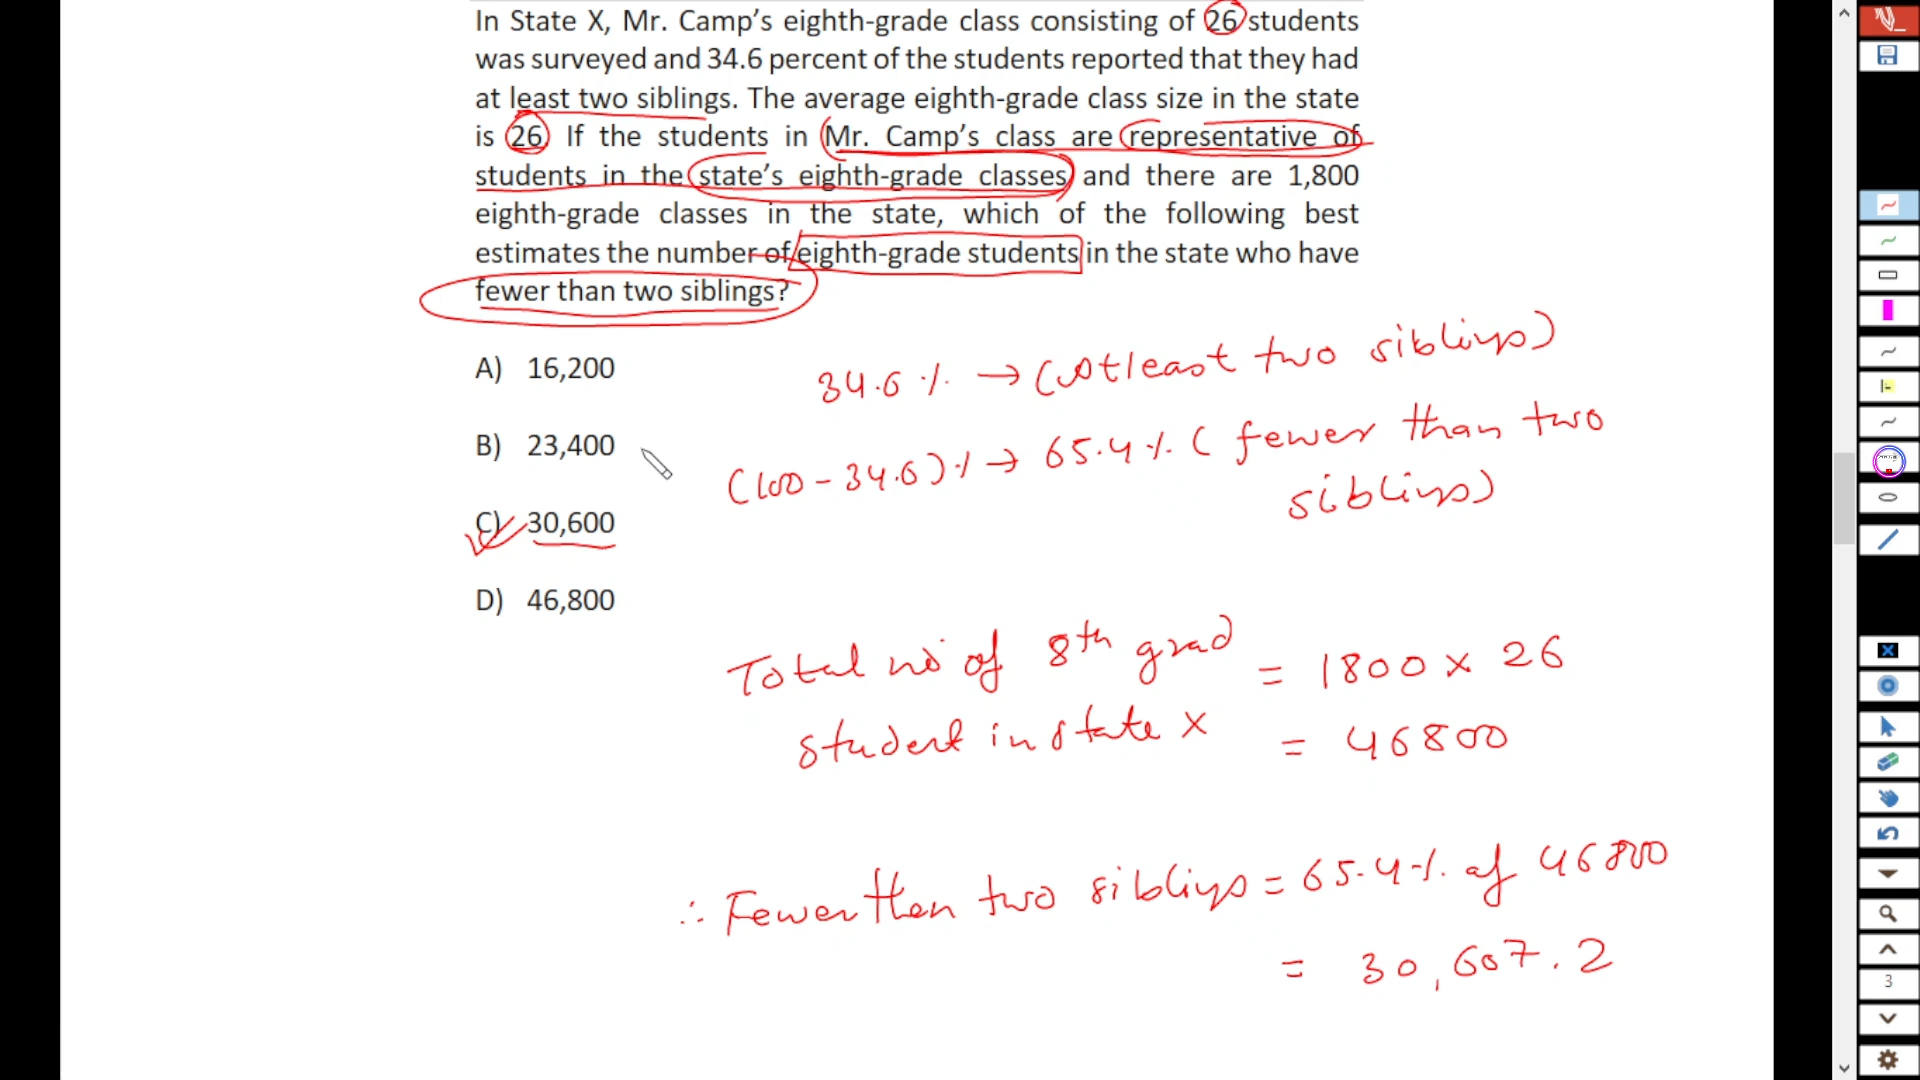 In State X, Mr. Camp’s eighth-grade class consisting of 26 students
was surveyed and 34.6 percent of the students reported that they had
at least two siblings. The average eighth-grade class size in the state
is 26. If the students in Mr. Camp’s class are representative of
students in the state’s eighth-grade classes and there are 1,800
eighth-grade classes in the state, which of the following best
estimates the number of eighth-grade students in the state who have
fewer than two siblings?
A) 16,200
B) 23,400
C) 30,600
D) 46,800
34.6 % → (Atleast two siblings)
(100 - 34.6) % → 65.4 % ( fewer than two
siblings)
Total no of 8th grad
= 1800 x 26
student in state x
= 46800
∴ Fewer then two siblings = 65.4 % of 46800
= 30,607.2
3